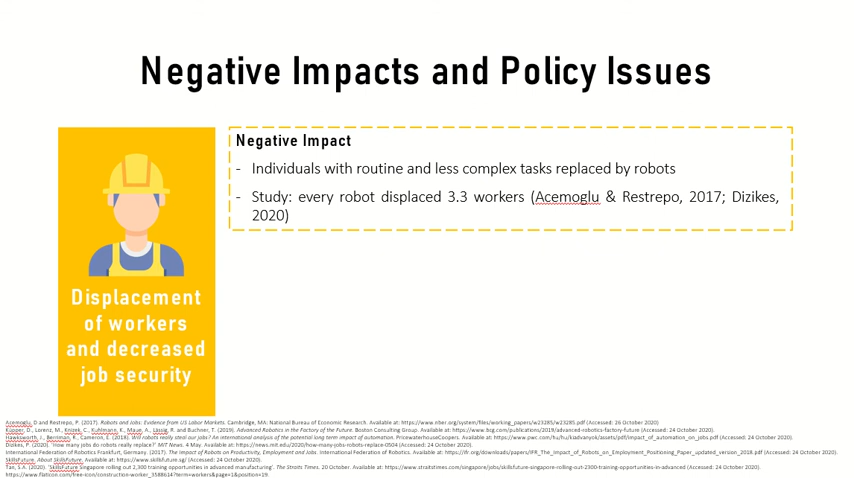 Negative Impacts and Policy Issues
Negative Impact
- Individuals with routine and less complex tasks replaced by robots
- Study: every robot displaced 3.3 workers (Acemoglu & Restrepo, 2017; Dizikes,
2020)
Displacement
of workers
and decreased
job security
Acemoglu, D and Restrepo, P. (2017). Robots and Jobs: Evidence from US Labor Markets. Cambridge, MA: National Bureau of Economic Research. Available at: https://www.nber.org/system/files/working_papers/w23285/w23285.pdf (Accessed: 26 October 2020)
Küpper, D., Lorenz, M., Knizek, C., Kuhlmann, K., Maue, A., Lässig, R. and Buchner, T. (2019). Advanced Robotics in the Factory of the Future. Boston Consulting Group. Available at: https://www.bcg.com/publications/2019/advanced-robotics-factory-future (Accessed: 24 October 2020).
Hawksworth, J., Berriman, R., Cameron, E. (2018). Will robots really steal our jobs? An international analysis of the potential long term impact of automation. PricewaterhouseCoopers. Available at: https://www.pwc.com/hu/hu/kiadvanyok/assets/pdf/impact_of_automation_on_jobs.pdf (Accessed: 24 October 2020).
Dizikes, P. (2020). 'How many jobs do robots really replace?' MIT News. 4 May. Available at: https://news.mit.edu/2020/how-many-jobs-robots-replace-0504 (Accessed: 24 October 2020).
International Federation of Robotics Frankfurt, Germany. (2017). The Impact of Robots on Productivity, Employment and Jobs. International Federation of Robotics. Available at: https://ifr.org/downloads/papers/IFR_The_Impact_of_Robots_on_Employment_Positioning_Paper_updated_version_2018.pdf (Accessed: 24 October 2020).
SkillsFuture. About SkillsFuture. Available at: https://www.skillsfuture.sg/ (Accessed: 24 October 2020).
Tan, S.A. (2020). 'SkillsFuture Singapore rolling out 2,300 training opportunities in advanced manufacturing'. The Straits Times. 20 October. Available at: https://www.straitstimes.com/singapore/jobs/skillsfuture-singapore-rolling-out-2300-training-opportunities-in-advanced (Accessed: 24 October 2020).
https://www.flaticon.com/free-icon/construction-worker_3588614?term=workers&page=1&position=19.